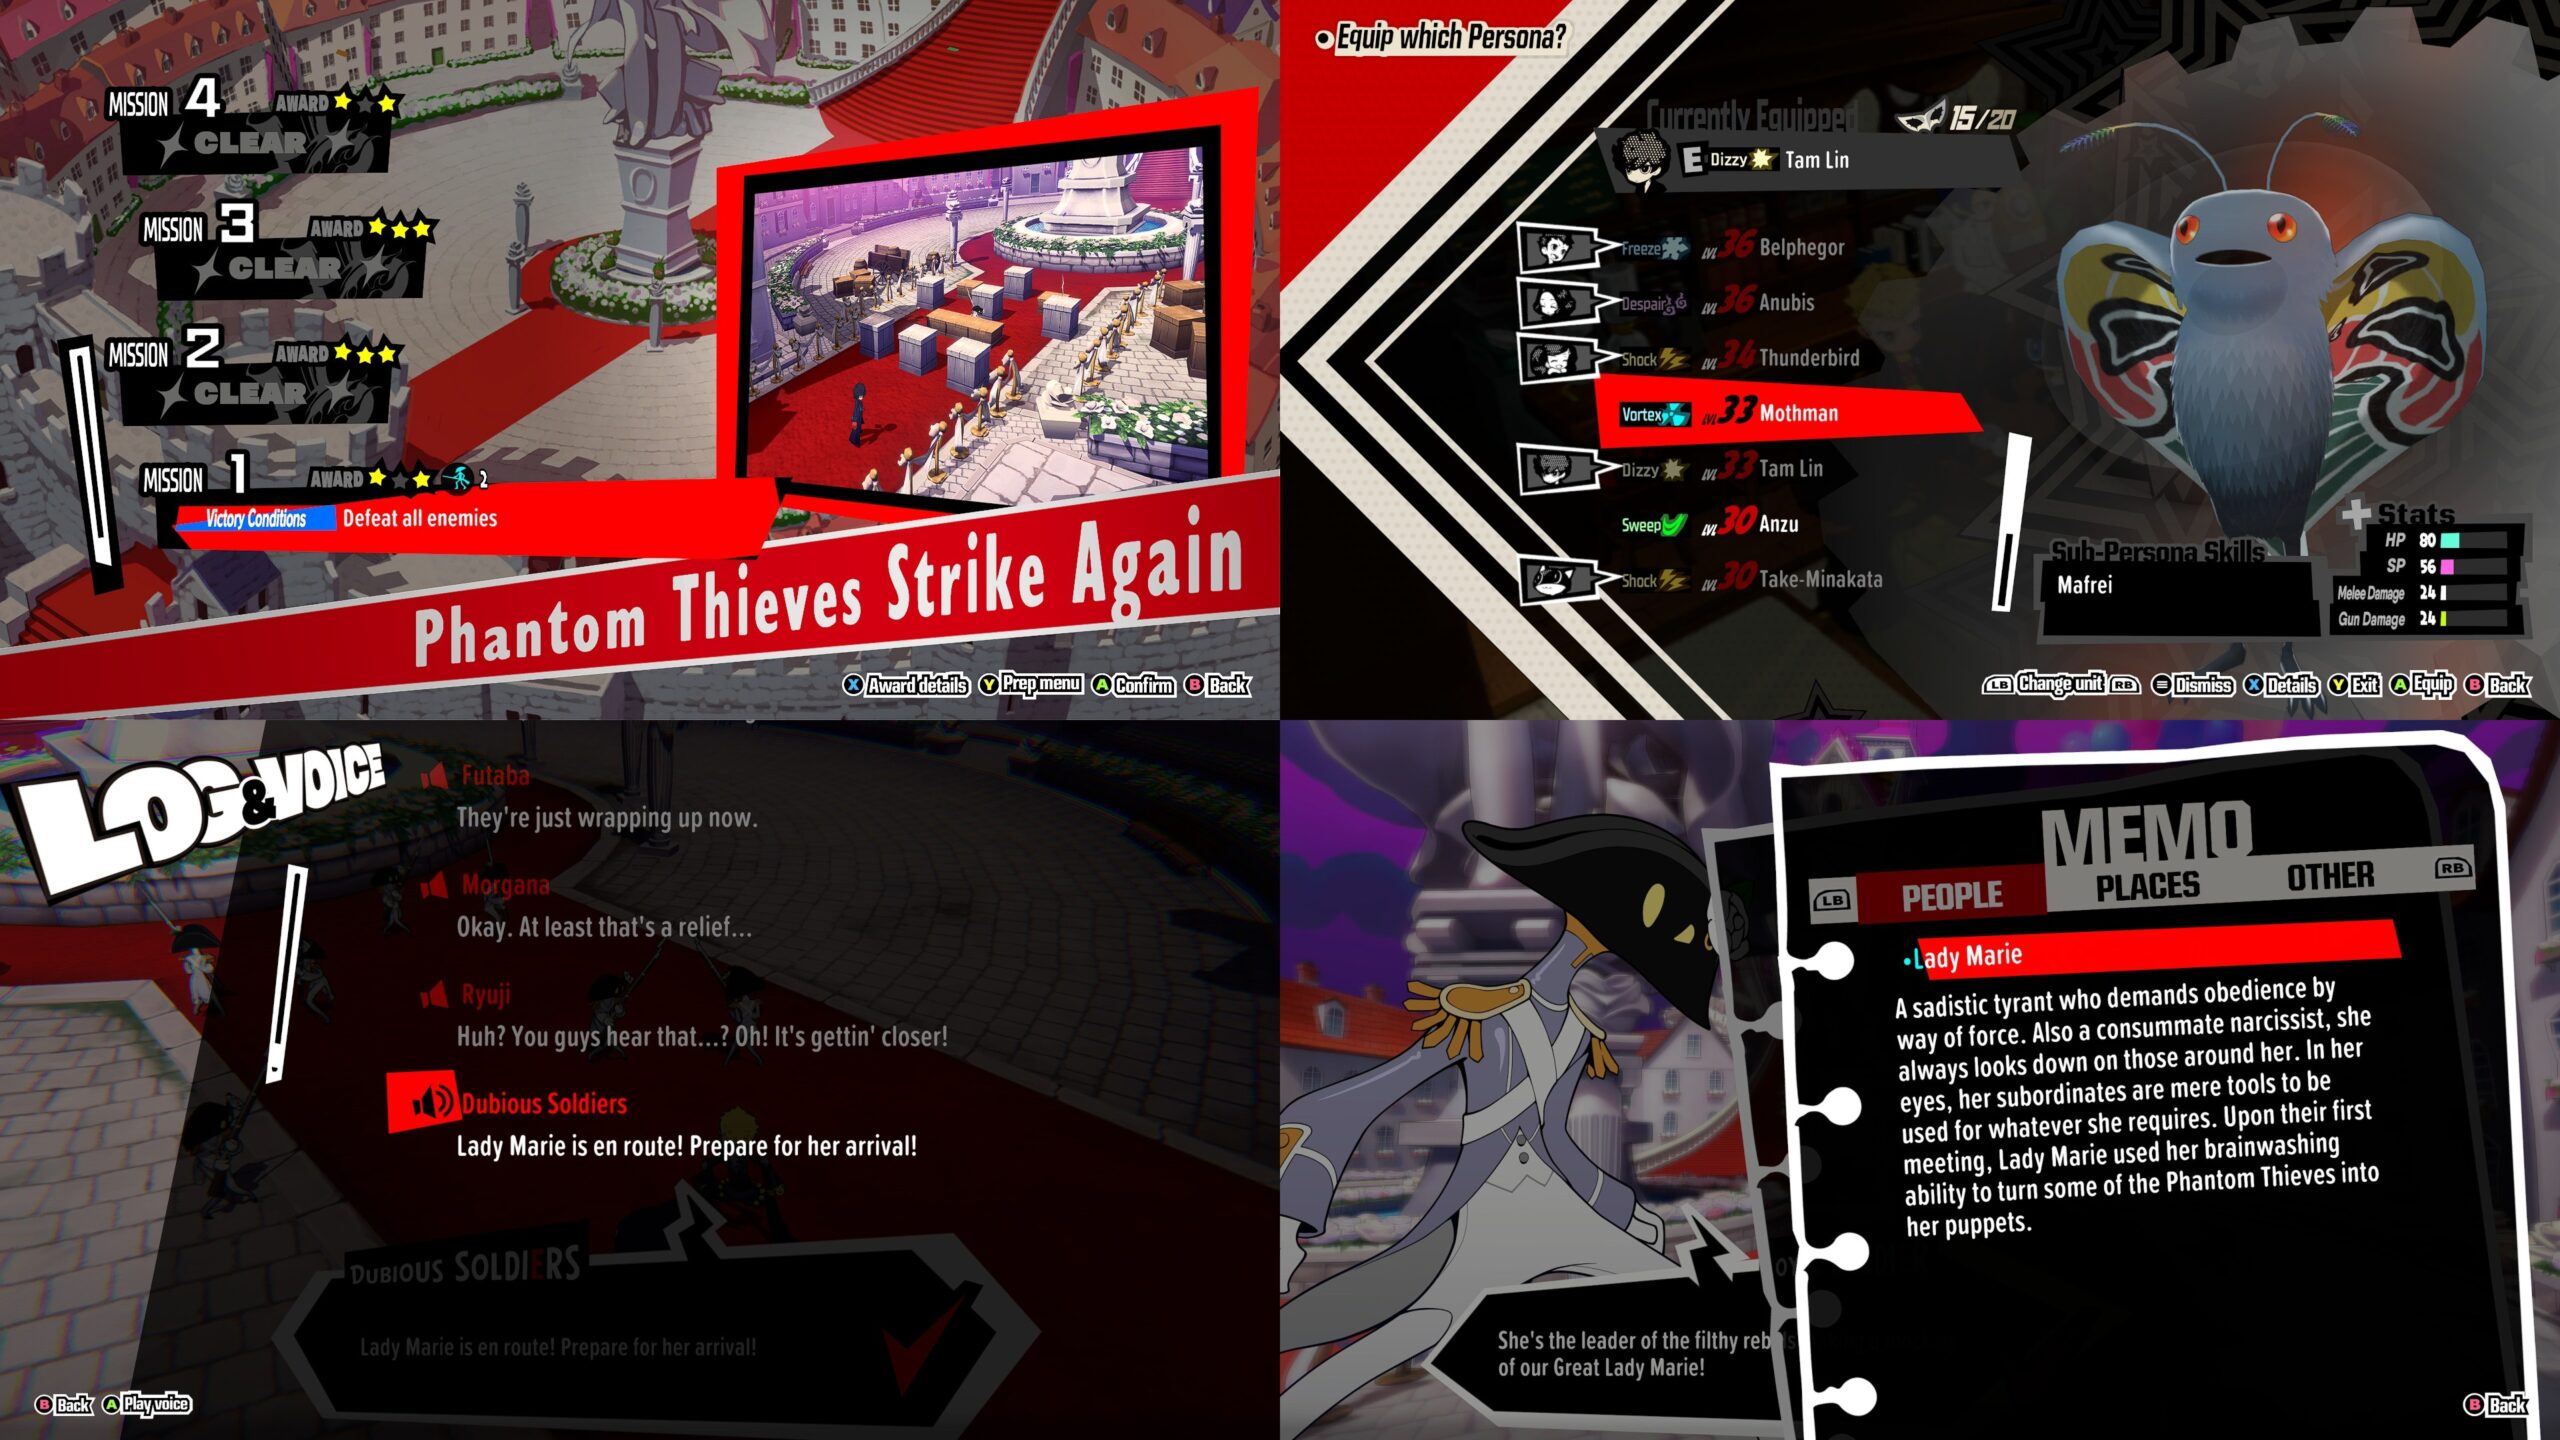 MISSION 4 AWARD
CLEAR
MISSION 3 AWARD
CLEAR
MISSION 2 AWARD
CLEAR
MISSION 1 AWARD 2
Victory Conditions Defeat all enemies
Phantom Thieves Strike Again
X Award details Y Prep menu A Confirm B Back
Equip which Persona?
Currently Equipped 15/20
E Dizzy Tam Lin
Freeze LVL 36 Belphegor
Despair LVL 36 Anubis
Shock LVL 34 Thunderbird
Vortex LVL 33 Mothman
Dizzy LVL 33 Tam Lin
Sweep LVL 30 Anzu
Shock LVL 30 Take-Minakata
Sub-Persona Skills
Mafrei
Stats
HP 80
SP 56
Melee Damage 24
Gun Damage 24
LB Change unit RB Dismiss X Details Y Exit A Equip B Back
LOG & VOICE
Futaba
They're just wrapping up now.
Morgana
Okay. At least that's a relief...
Ryuji
Huh? You guys hear that...? Oh! It's gettin' closer!
Dubious Soldiers
Lady Marie is en route! Prepare for her arrival!
DUBIOUS SOLDIERS
Lady Marie is en route! Prepare for her arrival!
B Back A Play voice
MEMO
LB PEOPLE PLACES OTHER RB
•Lady Marie
A sadistic tyrant who demands obedience by
way of force. Also a consummate narcissist, she
always looks down on those around her. In her
eyes, her subordinates are mere tools to be
used for whatever she requires. Upon their first
meeting, Lady Marie used her brainwashing
ability to turn some of the Phantom Thieves into
her puppets.
She's the leader of the filthy
of our Great Lady Marie!
B Back